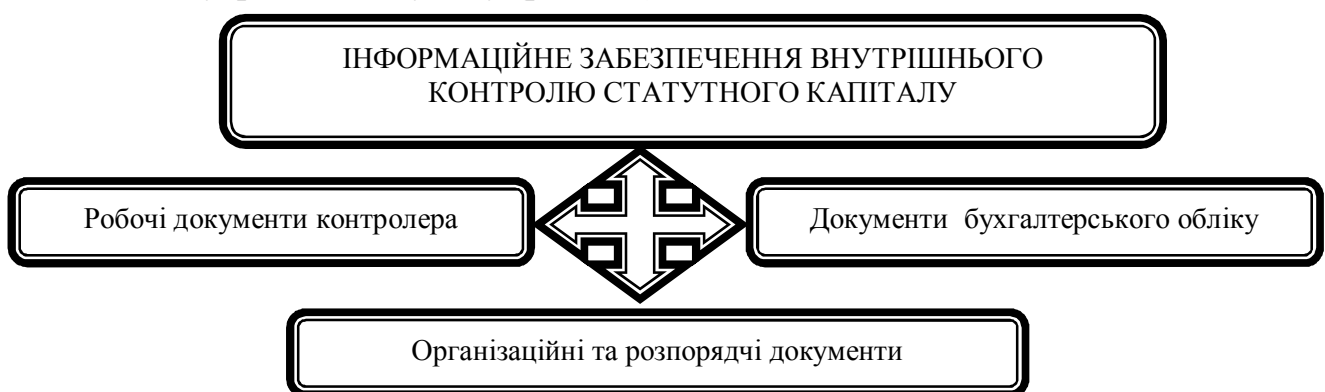 ІНФОРМАЦІЙНЕ ЗАБЕЗПЕЧЕННЯ ВНУТРІШНЬОГО
КОНТРОЛЮ СТАТУТНОГО КАПІТАЛУ
Робочі документи контролера
Документи бухгалтерського обліку
Організаційні та розпорядчі документи